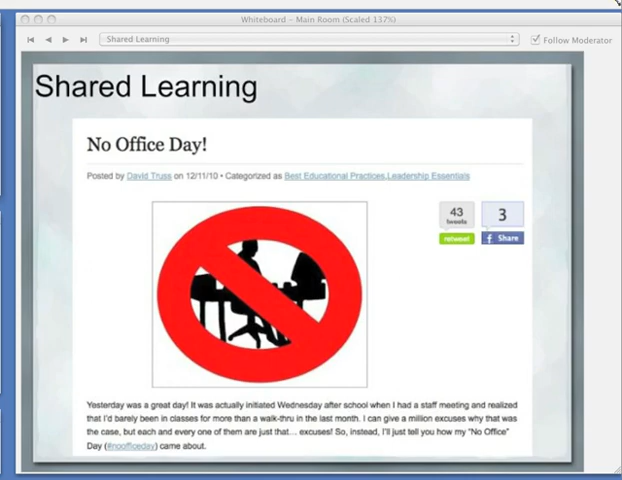 Whiteboard – Main Room (Scaled 137%)
Shared Learning
Follow Moderator
Shared Learning
No Office Day!
Posted by David Truss on 12/11/10 • Categorized as Best Educational Practices,Leadership Essentials
43
tweets
retweet
3
Share
Yesterday was a great day! It was actually initiated Wednesday after school when I had a staff meeting and realized
that I'd barely been in classes for more than a walk-thru in the last month. I can give a million excuses why that was
the case, but each and every one of them are just that... excuses! So, instead, I'll just tell you how my "No Office"
Day (#noofficeday) came about.